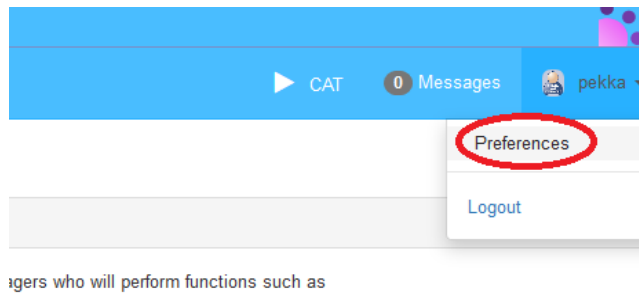 CAT 0 Messages pekka
Preferences
Logout
agers who will perform functions such as